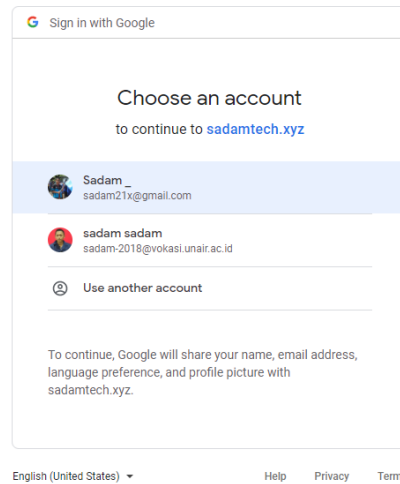 Sign in with Google
Choose an account
to continue to sadamtech.xyz
Sadam _
sadam21x@gmail.com
sadam sadam
sadam-2018@vokasi.unair.ac.id
Use another account
To continue, Google will share your name, email address,
language preference, and profile picture with
sadamtech.xyz.
English (United States) Help Privacy Term